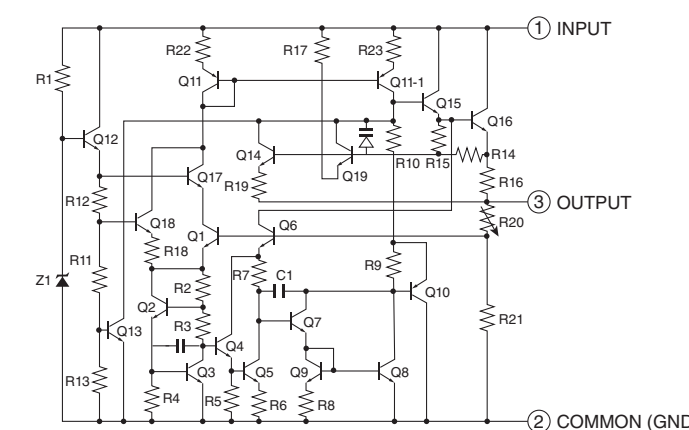 1 INPUT
R22 R17 R23
R1
Q11 Q11-1
Q15
Q12 Q16
Q14
R19
Q19
R10 R15
R14
R12 Q17 R16
3 OUTPUT
Q18
Q1
Q6
R20
R18
R11
Z1
R7 C1 R9
R2
Q2 Q10
R3
Q7
R21
Q13
Q4
R13
R4
Q3
R5
Q5
R6
Q9
R8
Q8
2 COMMON (GND